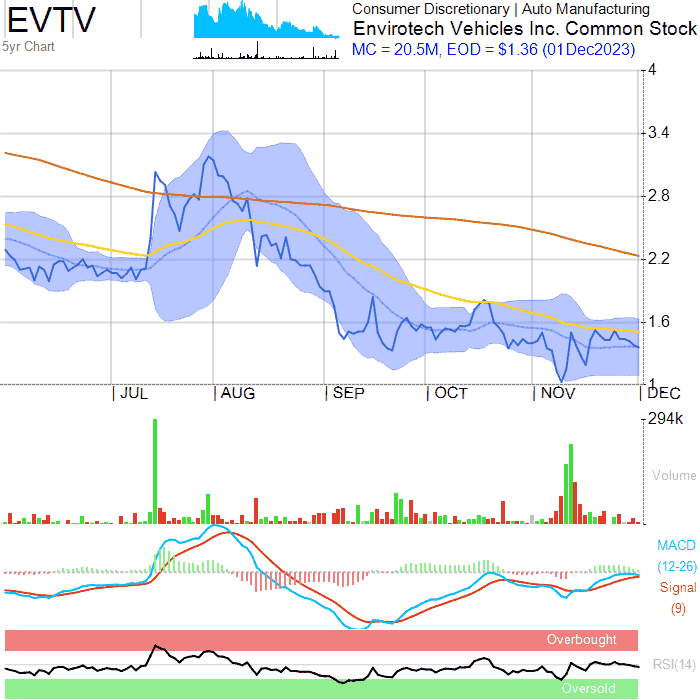 EVTV
5yr Chart
Consumer Discretionary | Auto Manufacturing
Envirotech Vehicles Inc. Common Stock
MC = 20.5M, EOD = $1.36 (01Dec2023)
4
3.4
2.8
2.2
1.6
1
JUL AUG SEP OCT NOV DEC
294k
Volume
MACD
(12-26)
Signal
(9)
Overbought
RSI(14)
Oversold